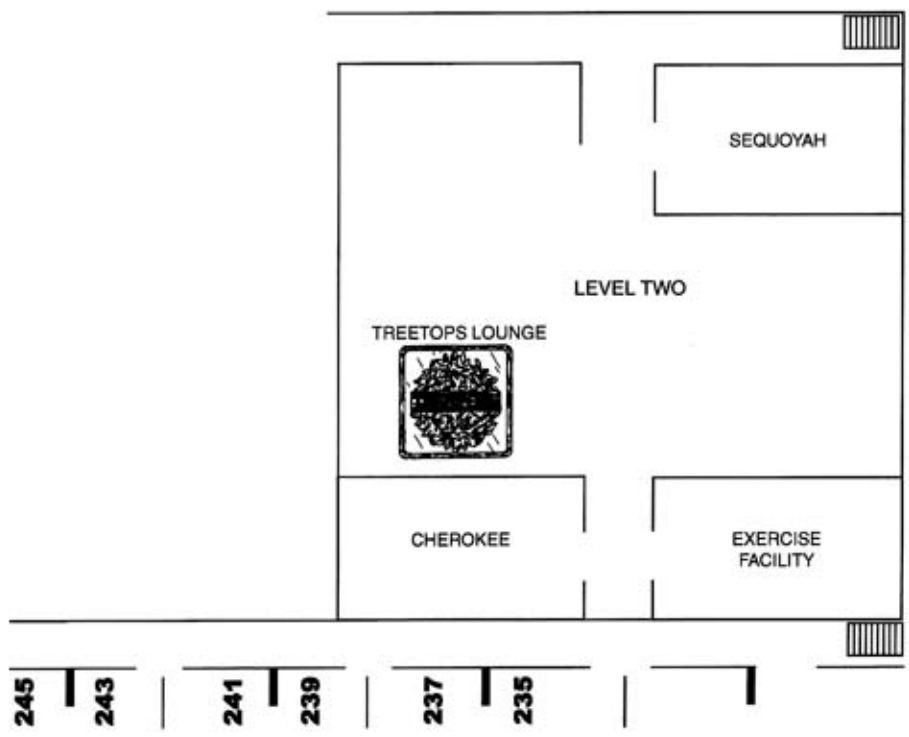 SEQUOYAH
LEVEL TWO
TREETOPS LOUNGE
CHEROKEE
EXERCISE
FACILITY
245
243
241
239
237
235